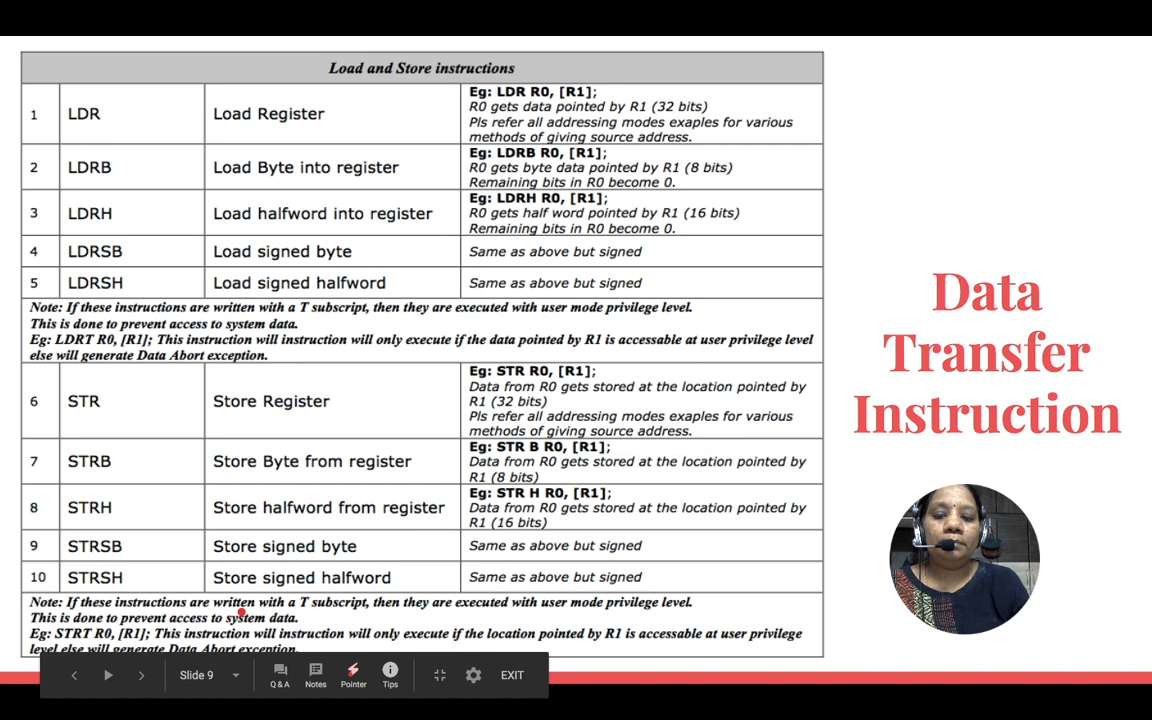 Load and Store instructions
1 LDR Load Register Eg: LDR R0, [R1];
R0 gets data pointed by R1 (32 bits)
Pls refer all addressing modes exaples for various
methods of giving source address.
2 LDRB Load Byte into register Eg: LDRB R0, [R1];
R0 gets byte data pointed by R1 (8 bits)
Remaining bits in R0 become 0.
3 LDRH Load halfword into register Eg: LDRH R0, [R1];
R0 gets half word pointed by R1 (16 bits)
Remaining bits in R0 become 0.
4 LDRSB Load signed byte Same as above but signed
5 LDRSH Load signed halfword Same as above but signed
Note: If these instructions are written with a T subscript, then they are executed with user mode privilege level.
This is done to prevent access to system data.
Eg: LDRT R0, [R1]; This instruction will instruction will only execute if the data pointed by R1 is accessable at user privilege level
else will generate Data Abort exception.
6 STR Store Register Eg: STR R0, [R1];
Data from R0 gets stored at the location pointed by
R1 (32 bits)
Pls refer all addressing modes exaples for various
methods of giving source address.
7 STRB Store Byte from register Eg: STR B R0, [R1];
Data from R0 gets stored at the location pointed by
R1 (8 bits)
8 STRH Store halfword from register Eg: STR H R0, [R1];
Data from R0 gets stored at the location pointed by
R1 (16 bits)
9 STRSB Store signed byte Same as above but signed
10 STRSH Store signed halfword Same as above but signed
Note: If these instructions are written with a T subscript, then they are executed with user mode privilege level.
This is done to prevent access to system data.
Eg: STRT R0, [R1]; This instruction will instruction will only execute if the location pointed by R1 is accessable at user privilege
level else will generate Data Abort exception.
Data
Transfer
Instruction
Slide 9 Q & A Notes Pointer Tips EXIT